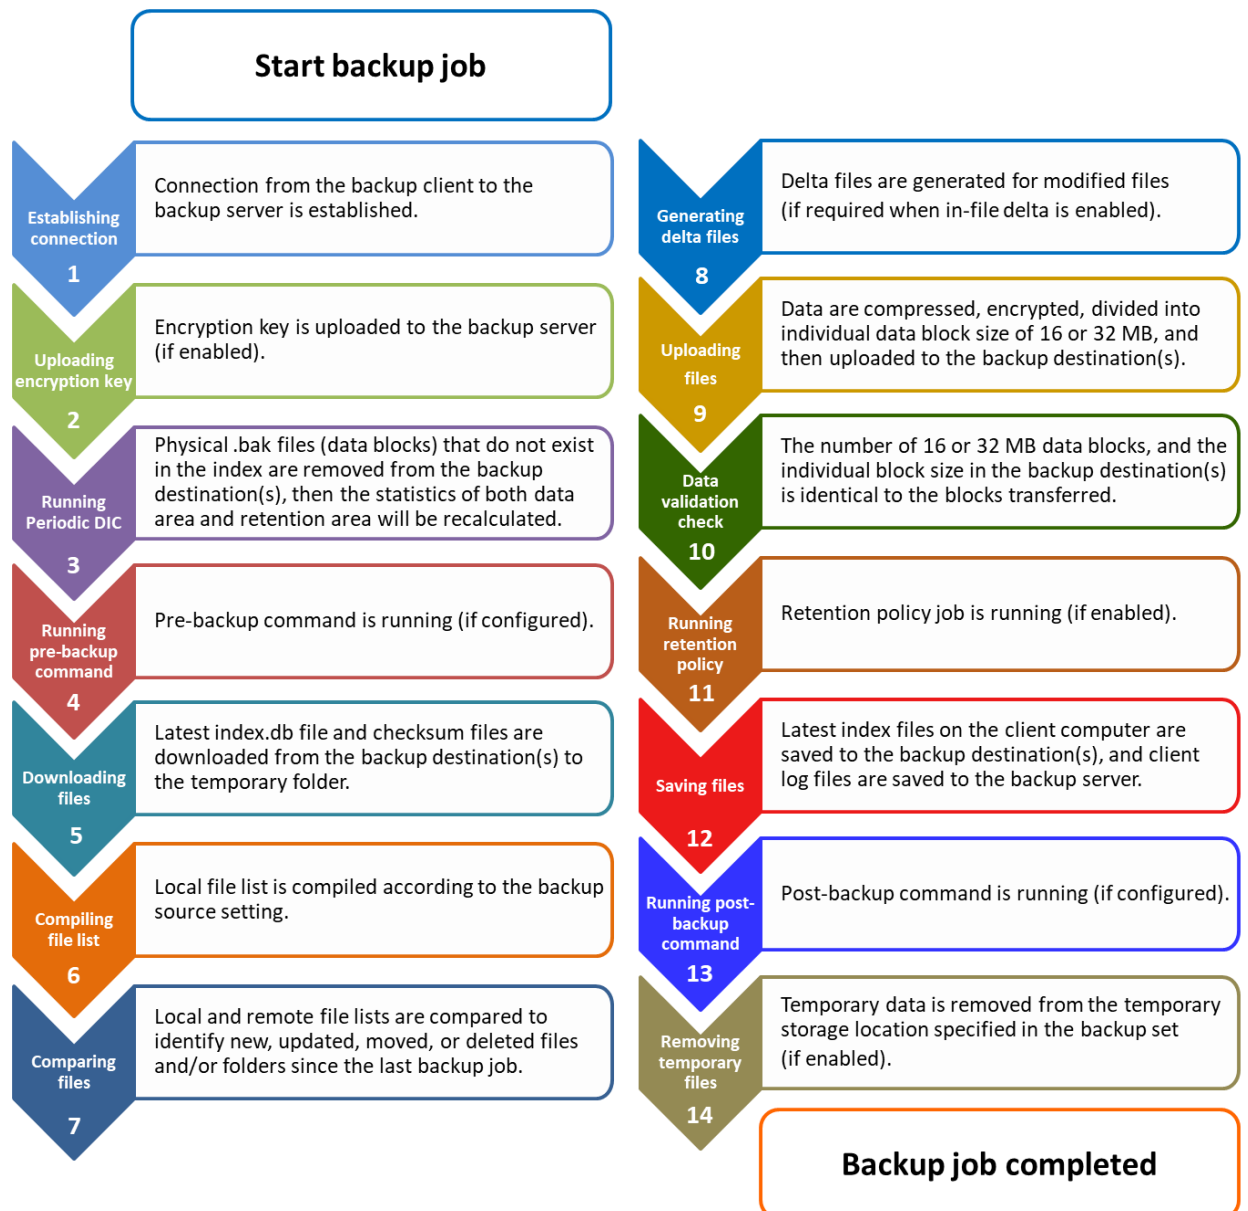 Start backup job
Establishing
connection
1
Connection from the backup client to the
backup server is established.
Uploading
encryption key
2
Encryption key is uploaded to the backup server
(if enabled).
Running
Periodic DIC
3
Physical .bak files (data blocks) that do not exist
in the index are removed from the backup
destination(s), then the statistics of both data
area and retention area will be recalculated.
Running
pre-backup
command
4
Pre-backup command is running (if configured).
Downloading
files
5
Latest index.db file and checksum files are
downloaded from the backup destination(s) to
the temporary folder.
Compiling
file list
6
Local file list is compiled according to the backup
source setting.
Comparing
files
7
Local and remote file lists are compared to
identify new, updated, moved, or deleted files
and/or folders since the last backup job.
Generating
delta files
8
Delta files are generated for modified files
(if required when in-file delta is enabled).
Uploading
files
9
Data are compressed, encrypted, divided into
individual data block size of 16 or 32 MB, and
then uploaded to the backup destination(s).
Data
validation
check
10
The number of 16 or 32 MB data blocks, and the
individual block size in the backup destination(s)
is identical to the blocks transferred.
Running
retention
policy
11
Retention policy job is running (if enabled).
Saving files
12
Latest index files on the client computer are
saved to the backup destination(s), and client
log files are saved to the backup server.
Running post-
backup
command
13
Post-backup command is running (if configured).
Removing
temporary
files
14
Temporary data is removed from the temporary
storage location specified in the backup set
(if enabled).
Backup job completed